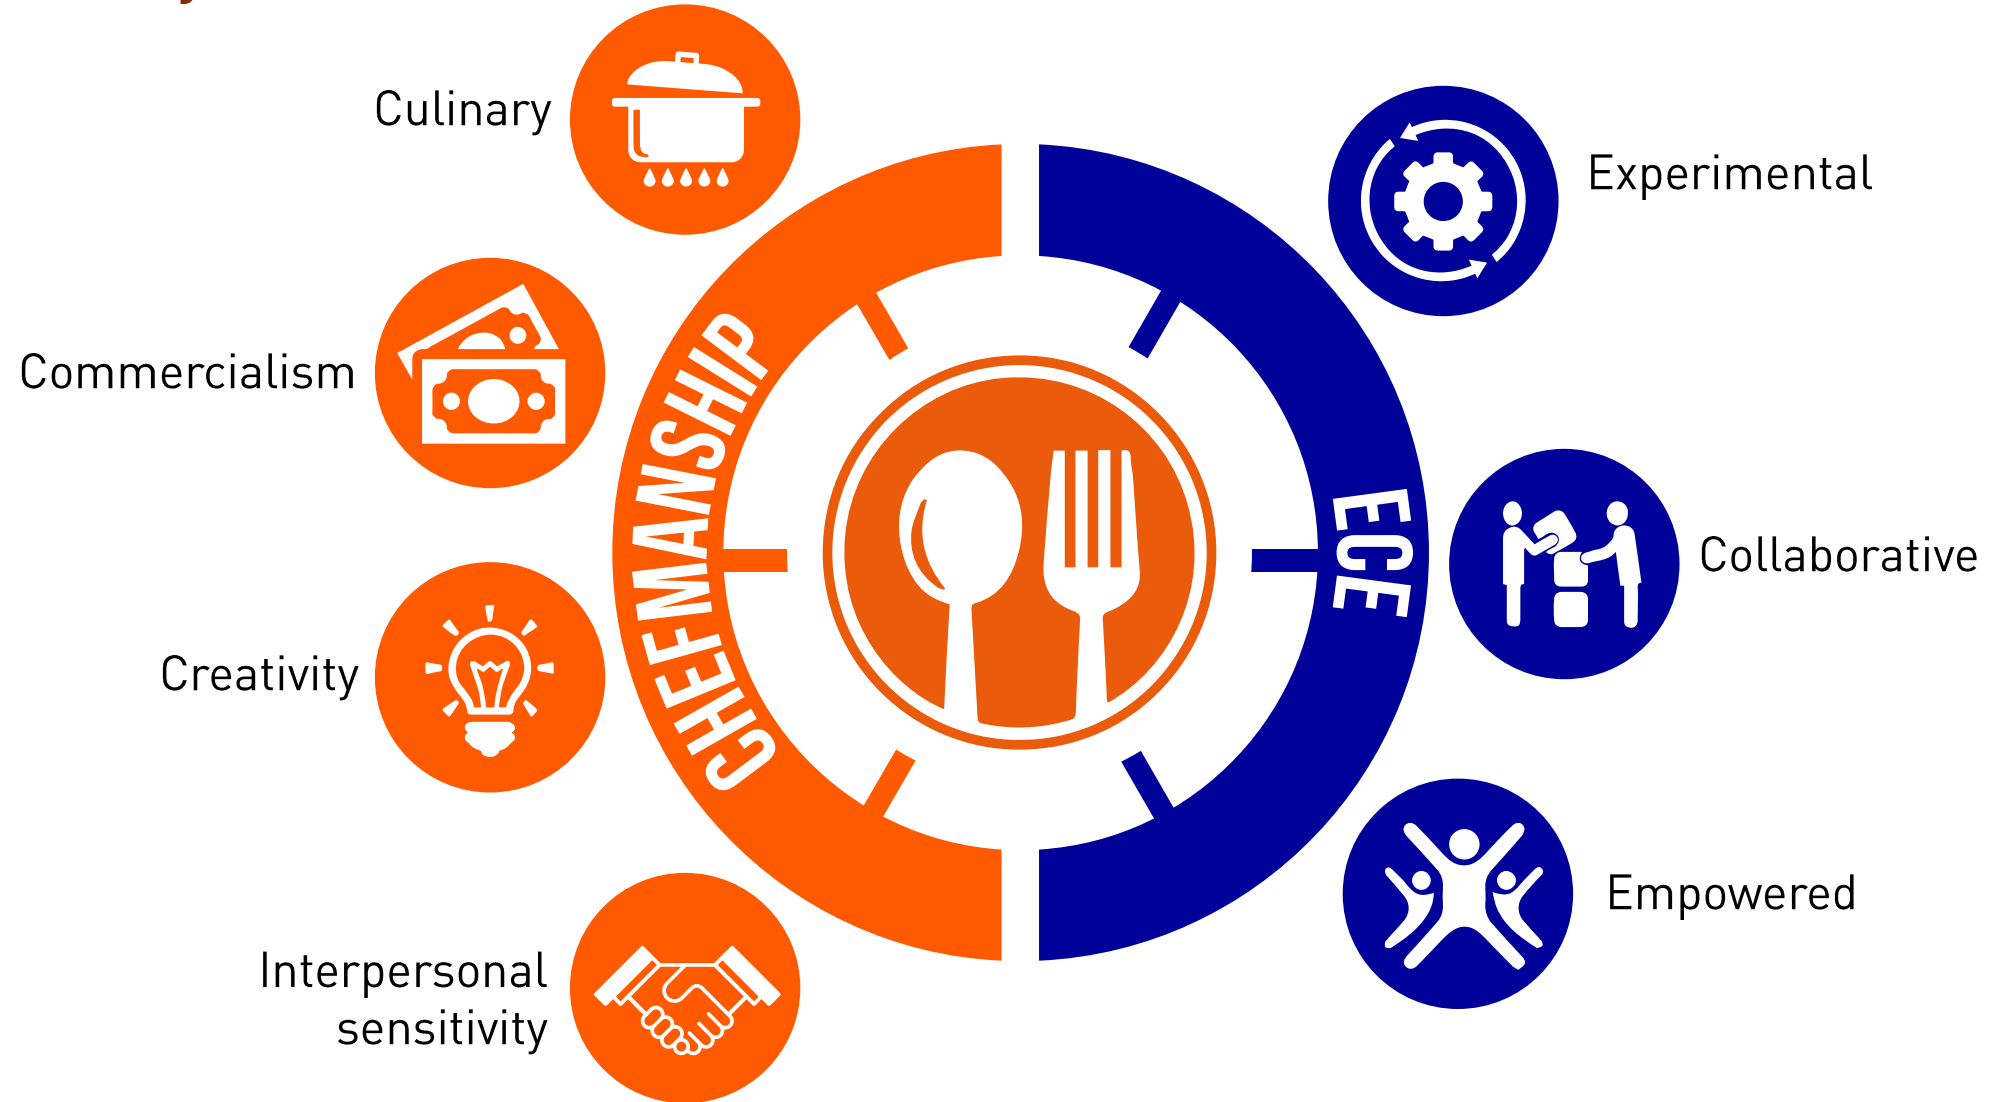 Culinary
Commercialism
Creativity
Interpersonal
sensitivity
CHEFMANSHIP
ECE
Experimental
Collaborative
Empowered